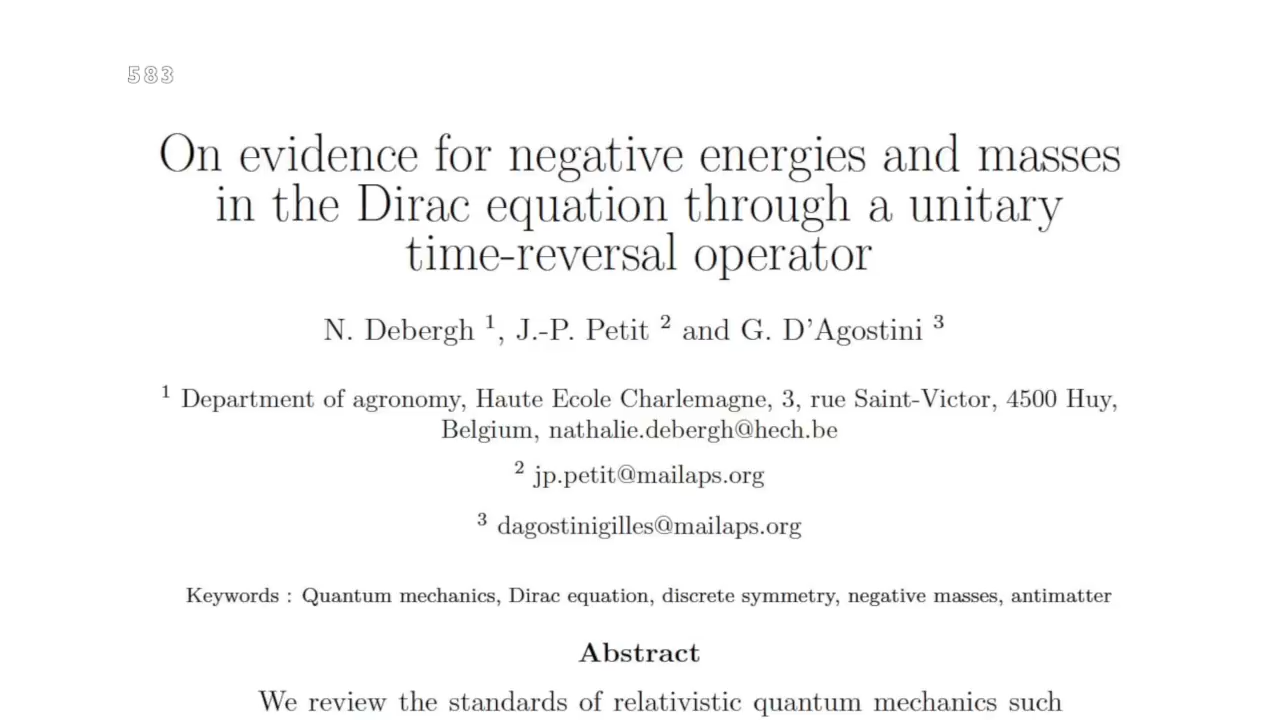 583
On evidence for negative energies and masses
in the Dirac equation through a unitary
time-reversal operator
N. Debergh 1, J.-P. Petit 2 and G. D'Agostini 3
1 Department of agronomy, Haute Ecole Charlemagne, 3, rue Saint-Victor, 4500 Huy,
Belgium, nathalie.debergh@hech.be
2 jp.petit@mailaps.org
3 dagostinigilles@mailaps.org
Keywords : Quantum mechanics, Dirac equation, discrete symmetry, negative masses, antimatter
Abstract
We review the standards of relativistic quantum mechanics such